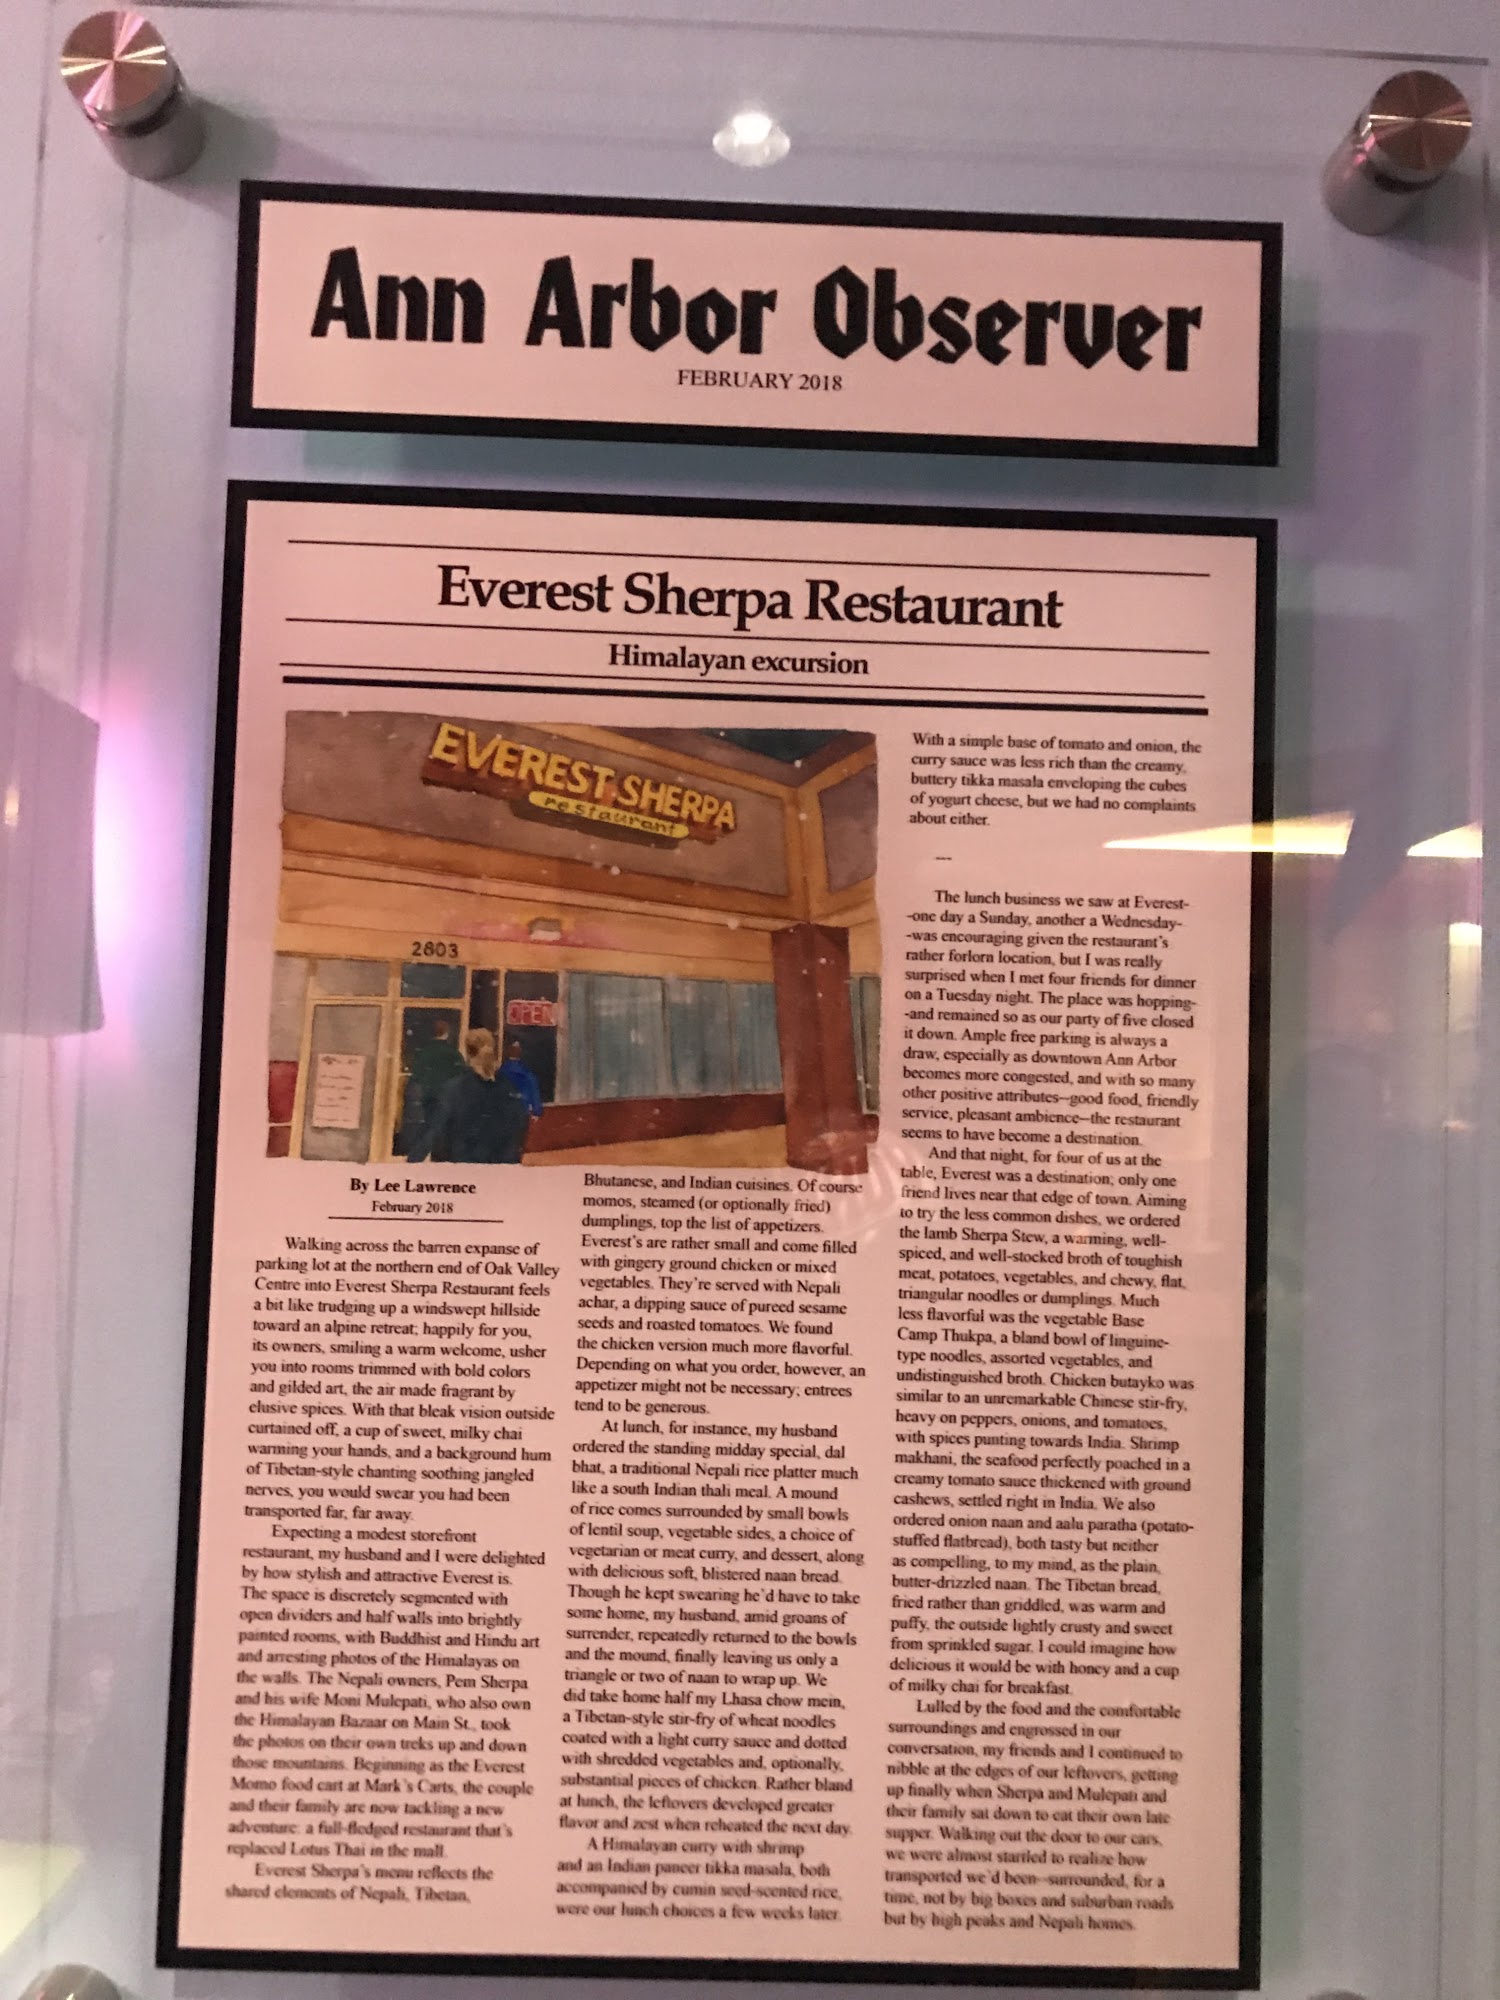 Ann Arbor Observer
FEBRUARY 2018
Everest Sherpa Restaurant
Himalayan excursion
EVEREST SHERPA
restaurant
2803
OPEN
By Lee Lawrence
February 2018
Walking across the barren expanse of
parking lot at the northern end of Oak Valley
Centre into Everest Sherpa Restaurant feels
a bit like trudging up a windswept hillside
toward an alpine retreat; happily for you,
its owners, smiling a warm welcome, usher
you into rooms trimmed with bold colors
and gilded art, the air made fragrant by
elusive spices. With that bleak vision outside
curtained off, a cup of sweet, milky chai
warming your hands, and a background hum
of Tibetan-style chanting soothing jangled
nerves, you would swear you had been
transported far, far away.
Expecting a modest storefront
restaurant, my husband and I were delighted
by how stylish and attractive Everest is.
The space is discretely segmented with
open dividers and half walls into brightly
painted rooms, with Buddhist and Hindu art
and arresting photos of the Himalayas on
the walls. The Nepali owners, Pem Sherpa
and his wife Moni Mulepati, who also own
the Himalayan Bazaar on Main St., took
the photos on their own treks up and down
those mountains. Beginning as the Everest
Momo food cart at Mark's Carts, the couple
and their family are now tackling a new
adventure: a full-fledged restaurant that's
replaced Lotus Thai in the mall.
Everest Sherpa's menu reflects the
shared elements of Nepali, Tibetan,
Bhutanese, and Indian cuisines. Of course
momos, steamed (or optionally fried)
dumplings, top the list of appetizers.
Everest's are rather small and come filled
with gingery ground chicken or mixed
vegetables. They're served with Nepali
achar, a dipping sauce of pureed sesame
seeds and roasted tomatoes. We found
the chicken version much more flavorful.
Depending on what you order, however, an
appetizer might not be necessary; entrees
tend to be generous.
At lunch, for instance, my husband
ordered the standing midday special, dal
bhat, a traditional Nepali rice platter much
like a south Indian thali meal. A mound
of rice comes surrounded by small bowls
of lentil soup, vegetable sides, a choice of
vegetarian or meat curry, and dessert, along
with delicious soft, blistered naan bread.
Though he kept swearing he'd have to take
some home, my husband, amid groans of
surrender, repeatedly returned to the bowls
and the mound, finally leaving us only a
triangle or two of naan to wrap up. We
did take home half my Lhasa chow mein,
a Tibetan-style stir-fry of wheat noodles
coated with a light curry sauce and dotted
with shredded vegetables and, optionally,
substantial pieces of chicken. Rather bland
at lunch, the leftovers developed greater
flavor and zest when reheated the next day.
A Himalayan curry with shrimp
and an Indian paneer tikka masala, both
accompanied by cumin seed-scented rice,
were our lunch choices a few weeks later.
With a simple base of tomato and onion, the
curry sauce was less rich than the creamy,
buttery tikka masala enveloping the cubes
of yogurt cheese, but we had no complaints
about either.
---
The lunch business we saw at Everest-
-one day a Sunday, another a Wednesday-
-was encouraging given the restaurant's
rather forlorn location, but I was really
surprised when I met four friends for dinner
on a Tuesday night. The place was hopping-
-and remained so as our party of five closed
it down. Ample free parking is always a
draw, especially as downtown Ann Arbor
becomes more congested, and with so many
other positive attributes--good food, friendly
service, pleasant ambience--the restaurant
seems to have become a destination.
And that night, for four of us at the
table, Everest was a destination; only one
friend lives near that edge of town. Aiming
to try the less common dishes, we ordered
the lamb Sherpa Stew, a warming, well-
spiced, and well-stocked broth of toughish
meat, potatoes, vegetables, and chewy, flat,
triangular noodles or dumplings. Much
less flavorful was the vegetable Base
Camp Thukpa, a bland bowl of linguine-
type noodles, assorted vegetables, and
undistinguished broth. Chicken butayko was
similar to an unremarkable Chinese stir-fry,
heavy on peppers, onions, and tomatoes,
with spices punting towards India. Shrimp
makhani, the seafood perfectly poached in a
creamy tomato sauce thickened with ground
cashews, settled right in India. We also
ordered onion naan and aalu paratha (potato-
stuffed flatbread), both tasty but neither
as compelling, to my mind, as the plain,
butter-drizzled naan. The Tibetan bread,
fried rather than griddled, was warm and
puffy, the outside lightly crusty and sweet
from sprinkled sugar. I could imagine how
delicious it would be with honey and a cup
of milky chai for breakfast.
Lulled by the food and the comfortable
surroundings and engrossed in our
conversation, my friends and I continued to
nibble at the edges of our leftovers, getting
up finally when Sherpa and Mulepati and
their family sat down to eat their own late
supper. Walking out the door to our cars,
we were almost startled to realize how
transported we'd been--surrounded, for a
time, not by big boxes and suburban roads
but by high peaks and Nepali homes.